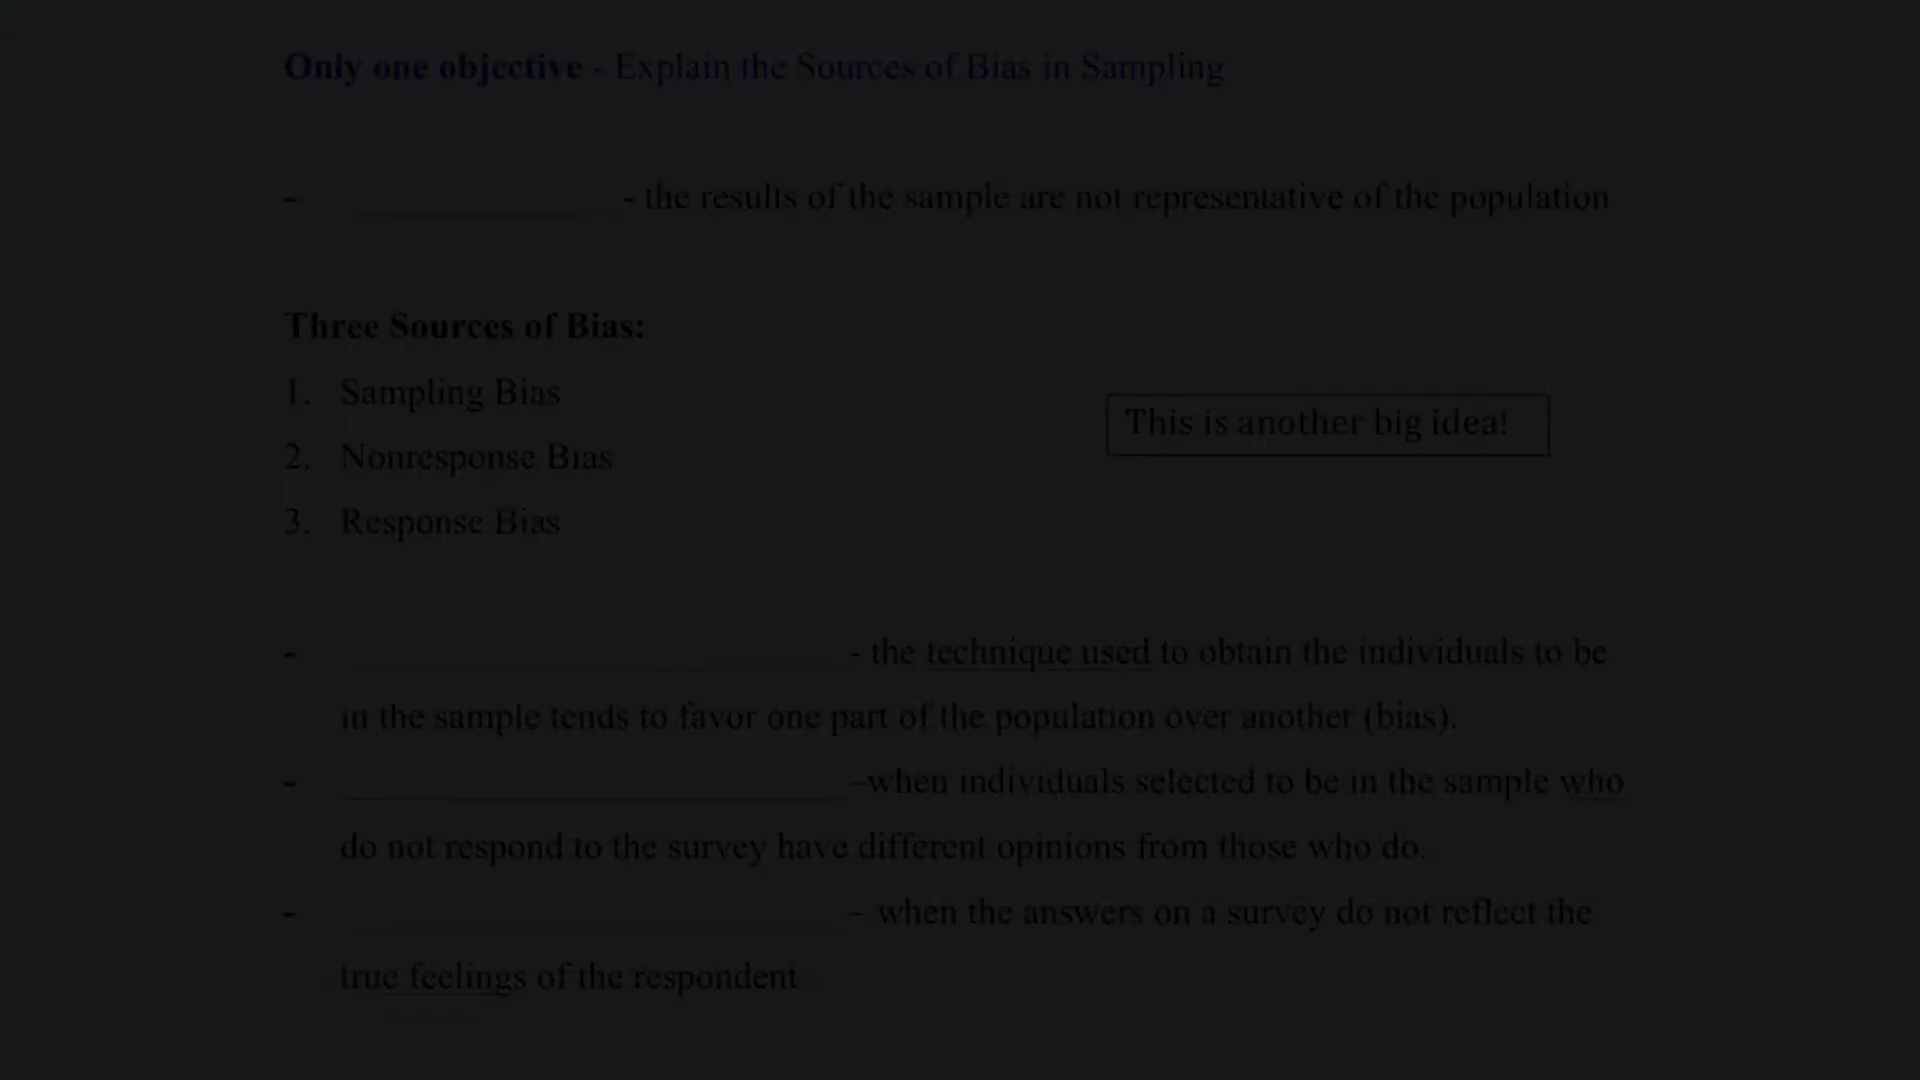 Only one objective - Explain the Sources of Bias in Sampling
- ______________ - the results of the sample are not representative of the population
Three Sources of Bias:
1. Sampling Bias
This is another big idea!
2. Nonresponse Bias
3. Response Bias
- __________________________ - the technique used to obtain the individuals to be
in the sample tends to favor one part of the population over another (bias).
- __________________________ –when individuals selected to be in the sample who
do not respond to the survey have different opinions from those who do.
- __________________________ – when the answers on a survey do not reflect the
true feelings of the respondent